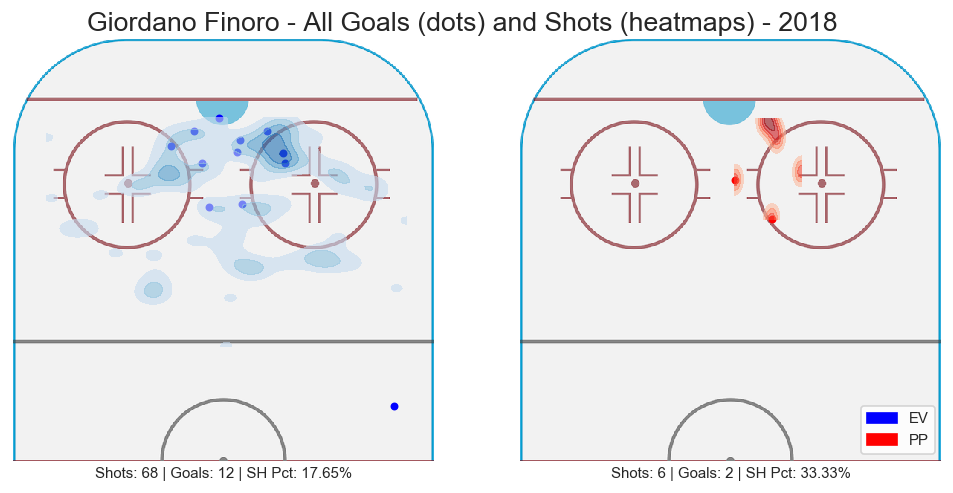 Giordano Finoro - All Goals (dots) and Shots (heatmaps) - 2018
EV
PP
Shots: 68 | Goals: 12 | SH Pct: 17.65%
Shots: 6 | Goals: 2 | SH Pct: 33.33%